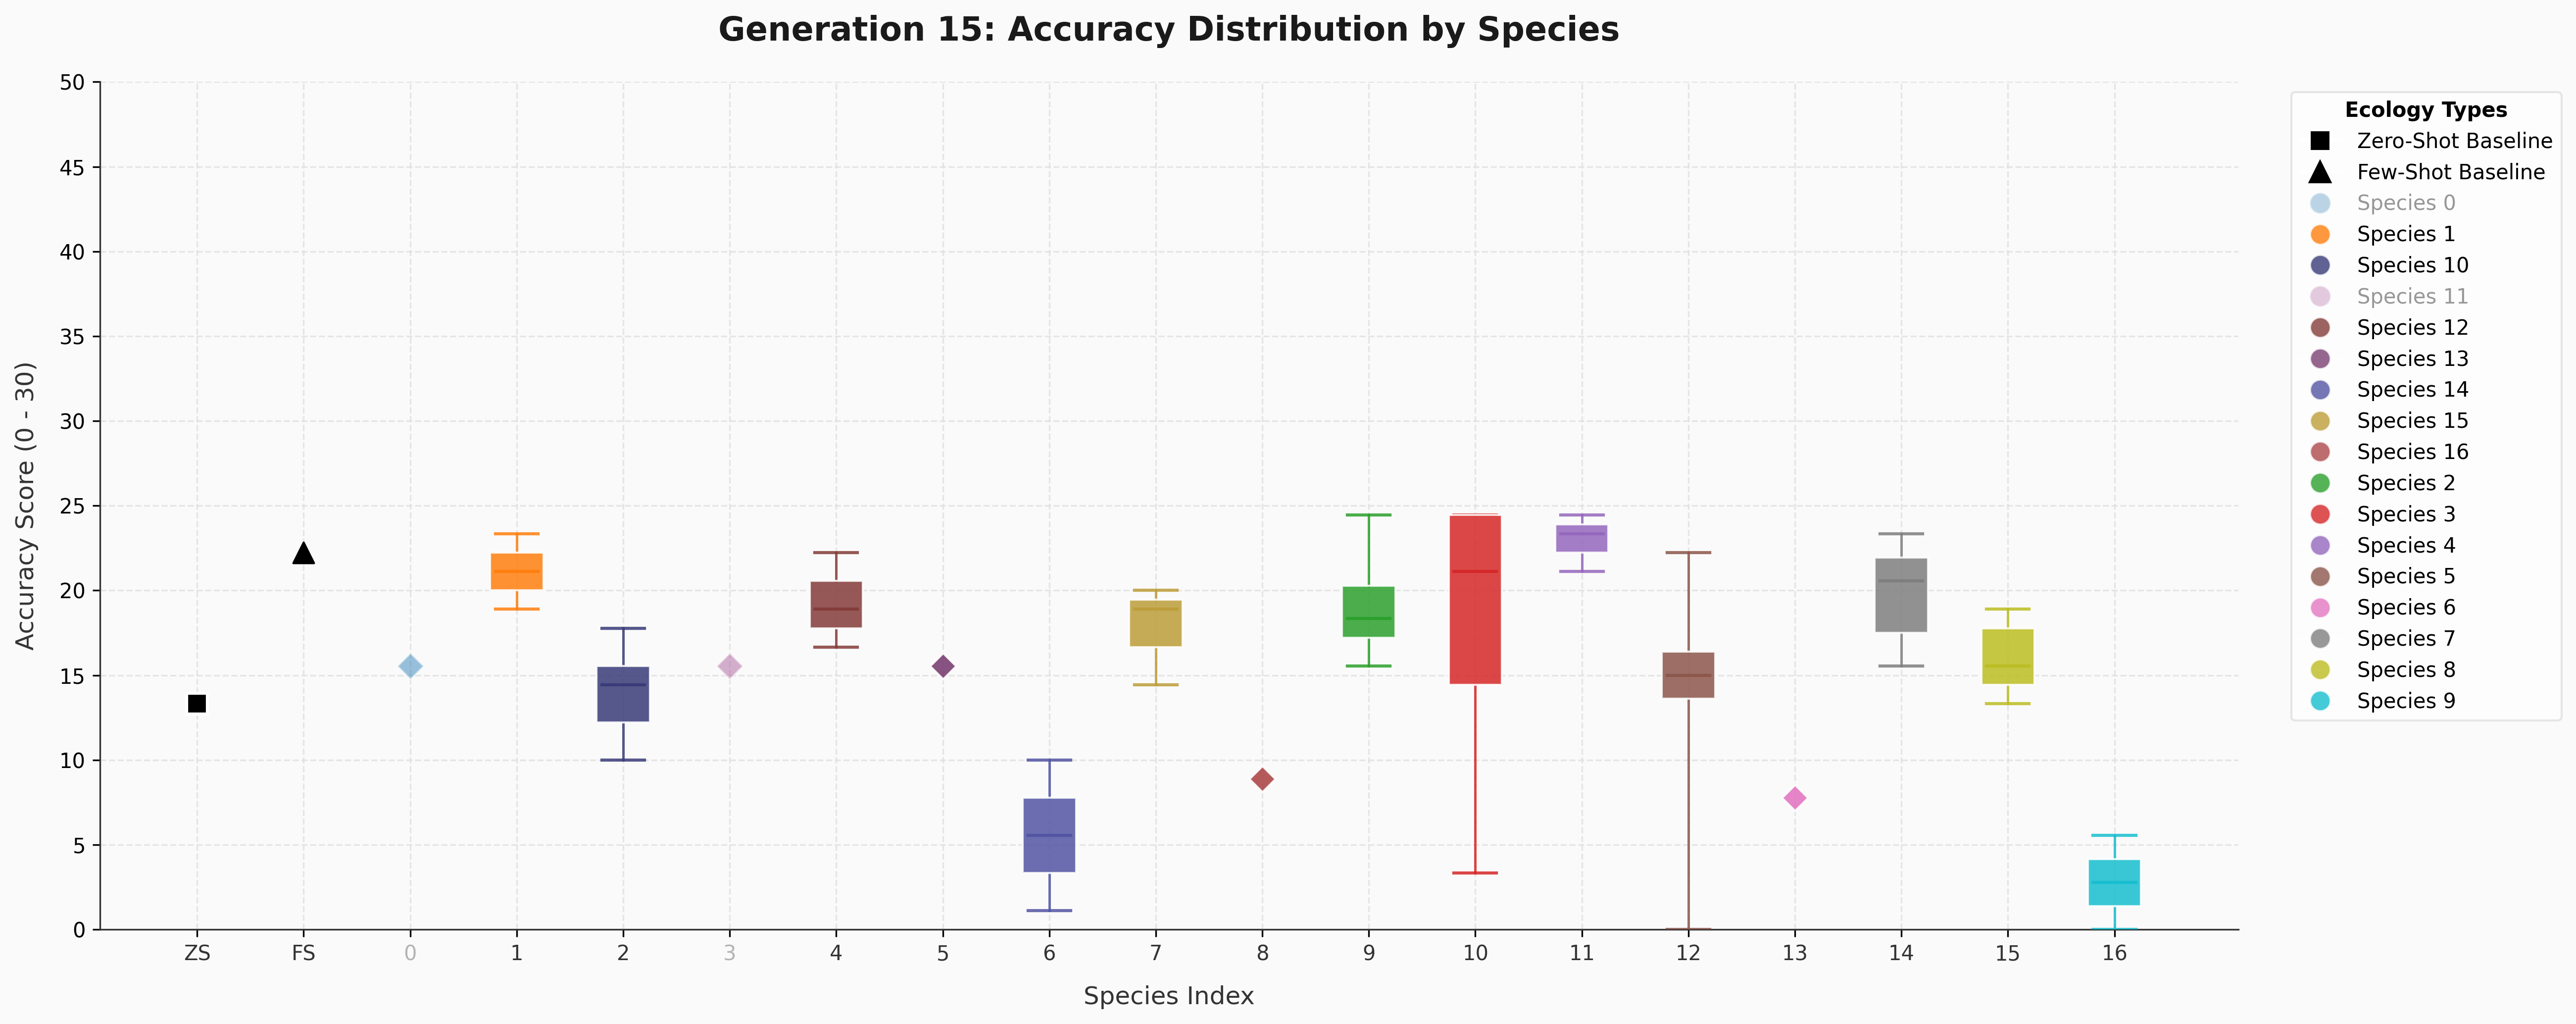 Generation 15: Accuracy Distribution by Species
50
45
40
35
30
25
20
15
10
5
0
Accuracy Score (0 - 30)
ZS FS 0 1 2 3 4 5 6 7 8 9 10 11 12 13 14 15 16
Species Index
Ecology Types
Zero-Shot Baseline
Few-Shot Baseline
Species 0
Species 1
Species 10
Species 11
Species 12
Species 13
Species 14
Species 15
Species 16
Species 2
Species 3
Species 4
Species 5
Species 6
Species 7
Species 8
Species 9